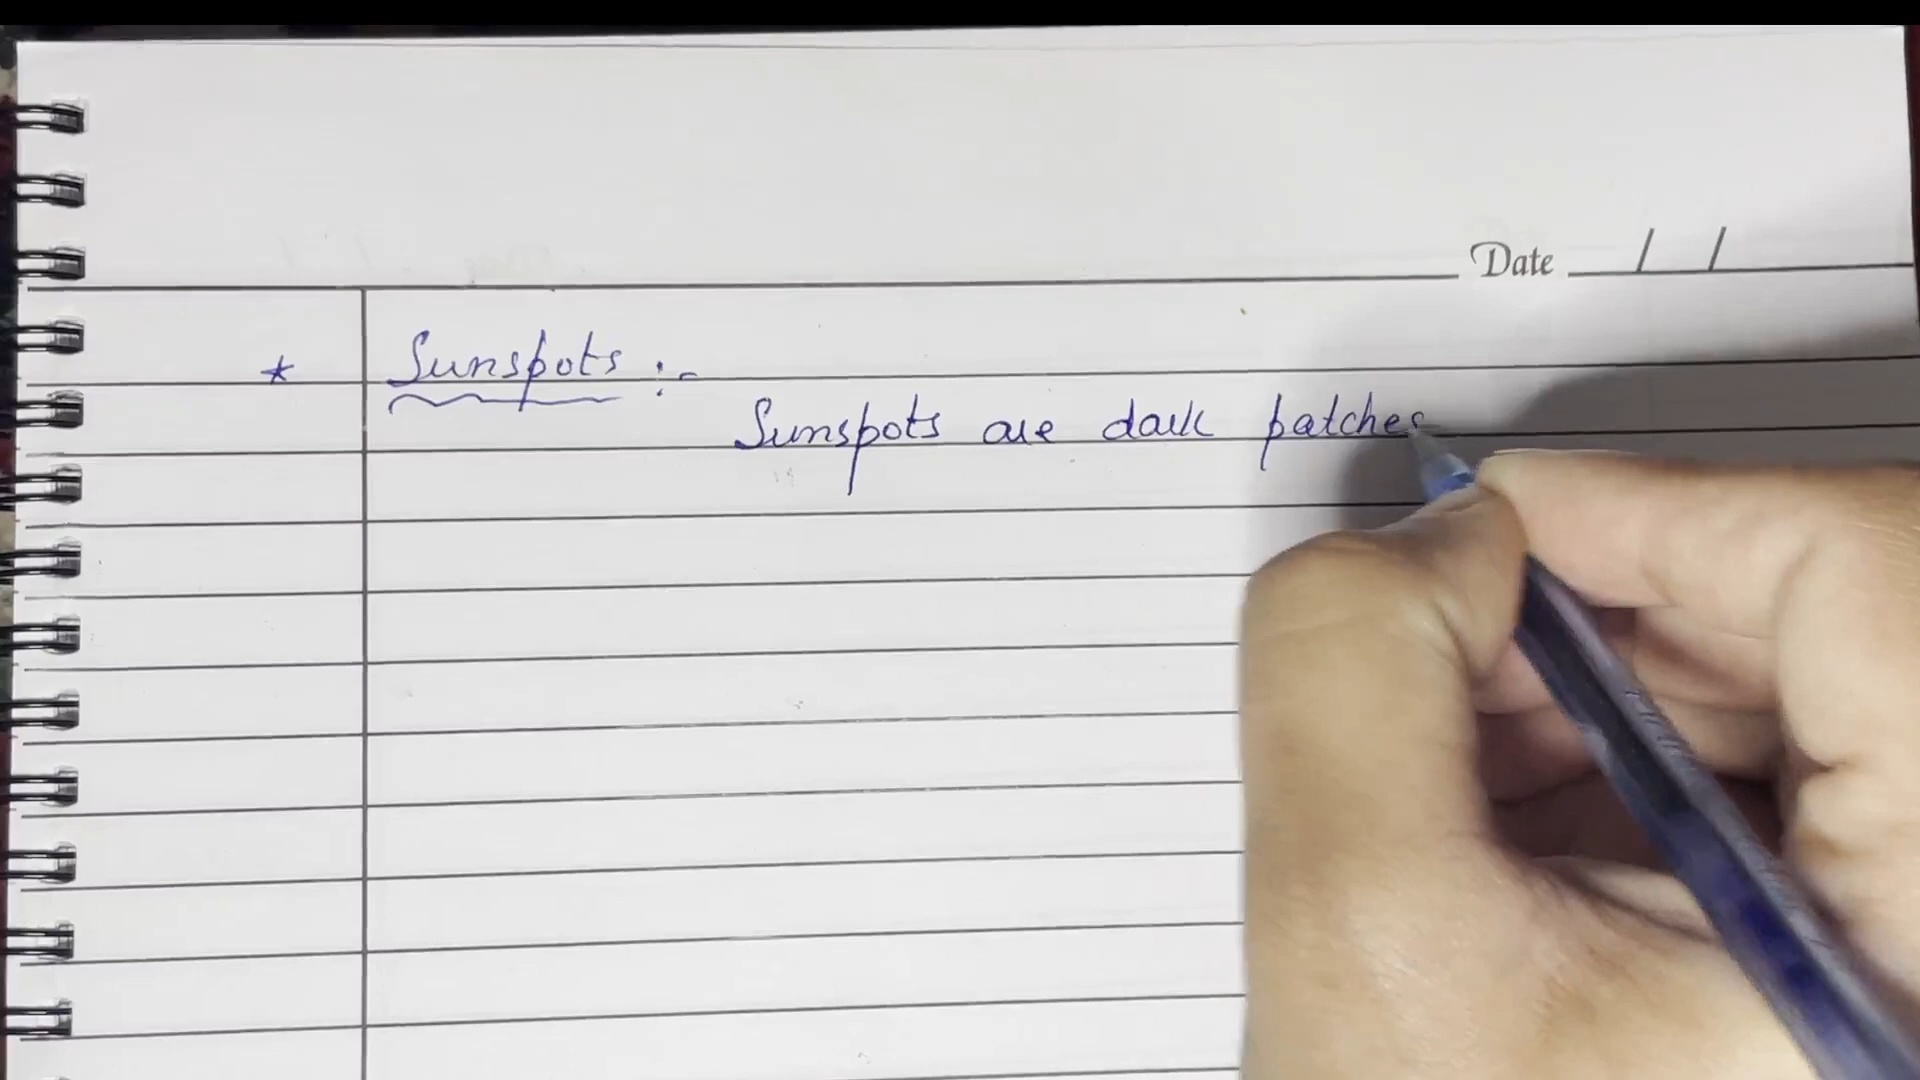 Date / /
* Sunspots :-
Sunspots are dark patches